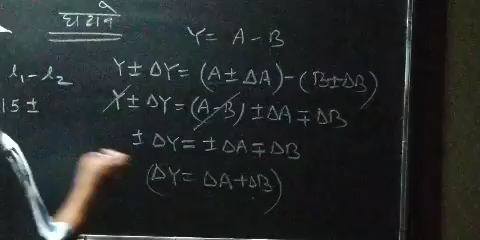 घटाने
Y = A - B
l₁ - l₂
Y ± ΔY = (A ± ΔA) - (B ± ΔB)
15 ±
Y ± ΔY = (A - B) ± ΔA ∓ ΔB
± ΔY = ± ΔA ∓ ΔB
(ΔY = ΔA + ΔB)